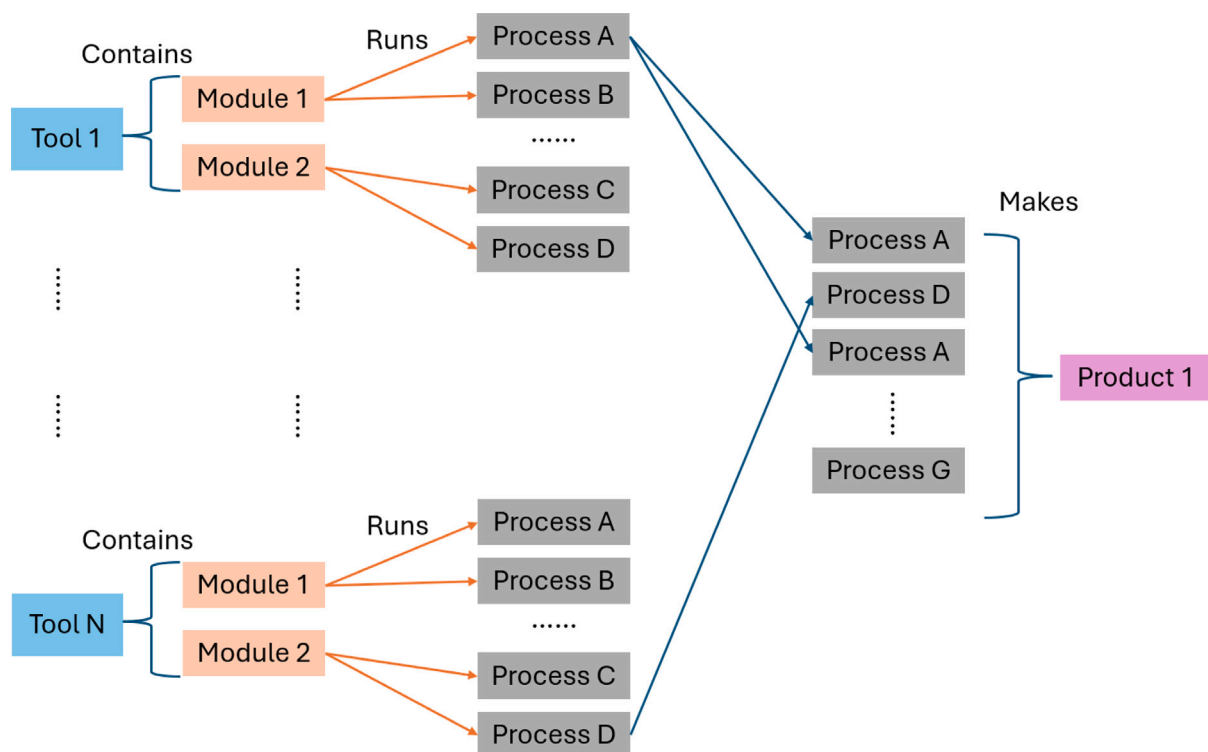 Contains
Runs
Process A
Module 1
Process B
Tool 1
......
Module 2
Process C
Process D
Makes
Process A
Process D
Process A
Product 1
Process G
Contains
Runs
Process A
Module 1
Process B
Tool N
......
Module 2
Process C
Process D